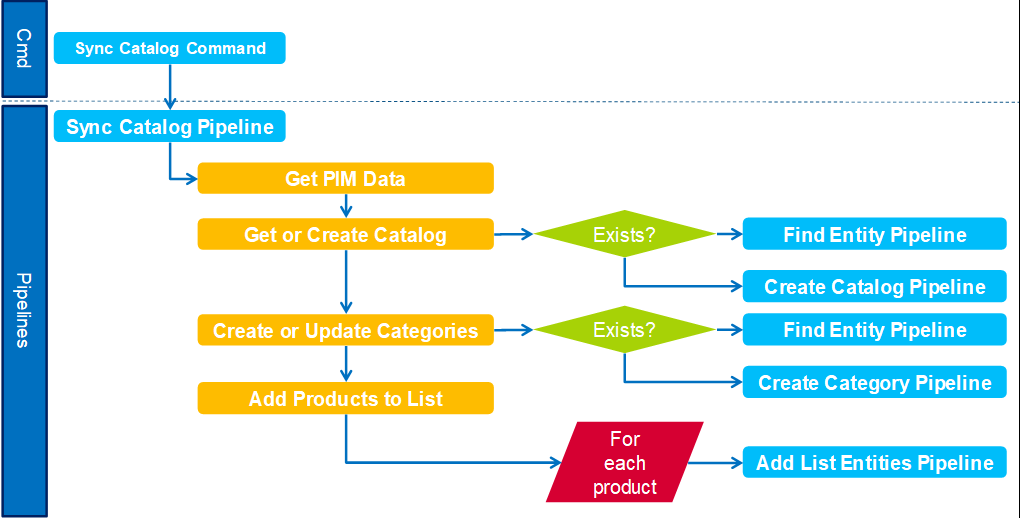 Cmd
Sync Catalog Command
Pipelines
Sync Catalog Pipeline
Get PIM Data
Get or Create Catalog
Exists?
Find Entity Pipeline
Create Catalog Pipeline
Create or Update Categories
Exists?
Find Entity Pipeline
Create Category Pipeline
Add Products to List
For
each
product
Add List Entities Pipeline